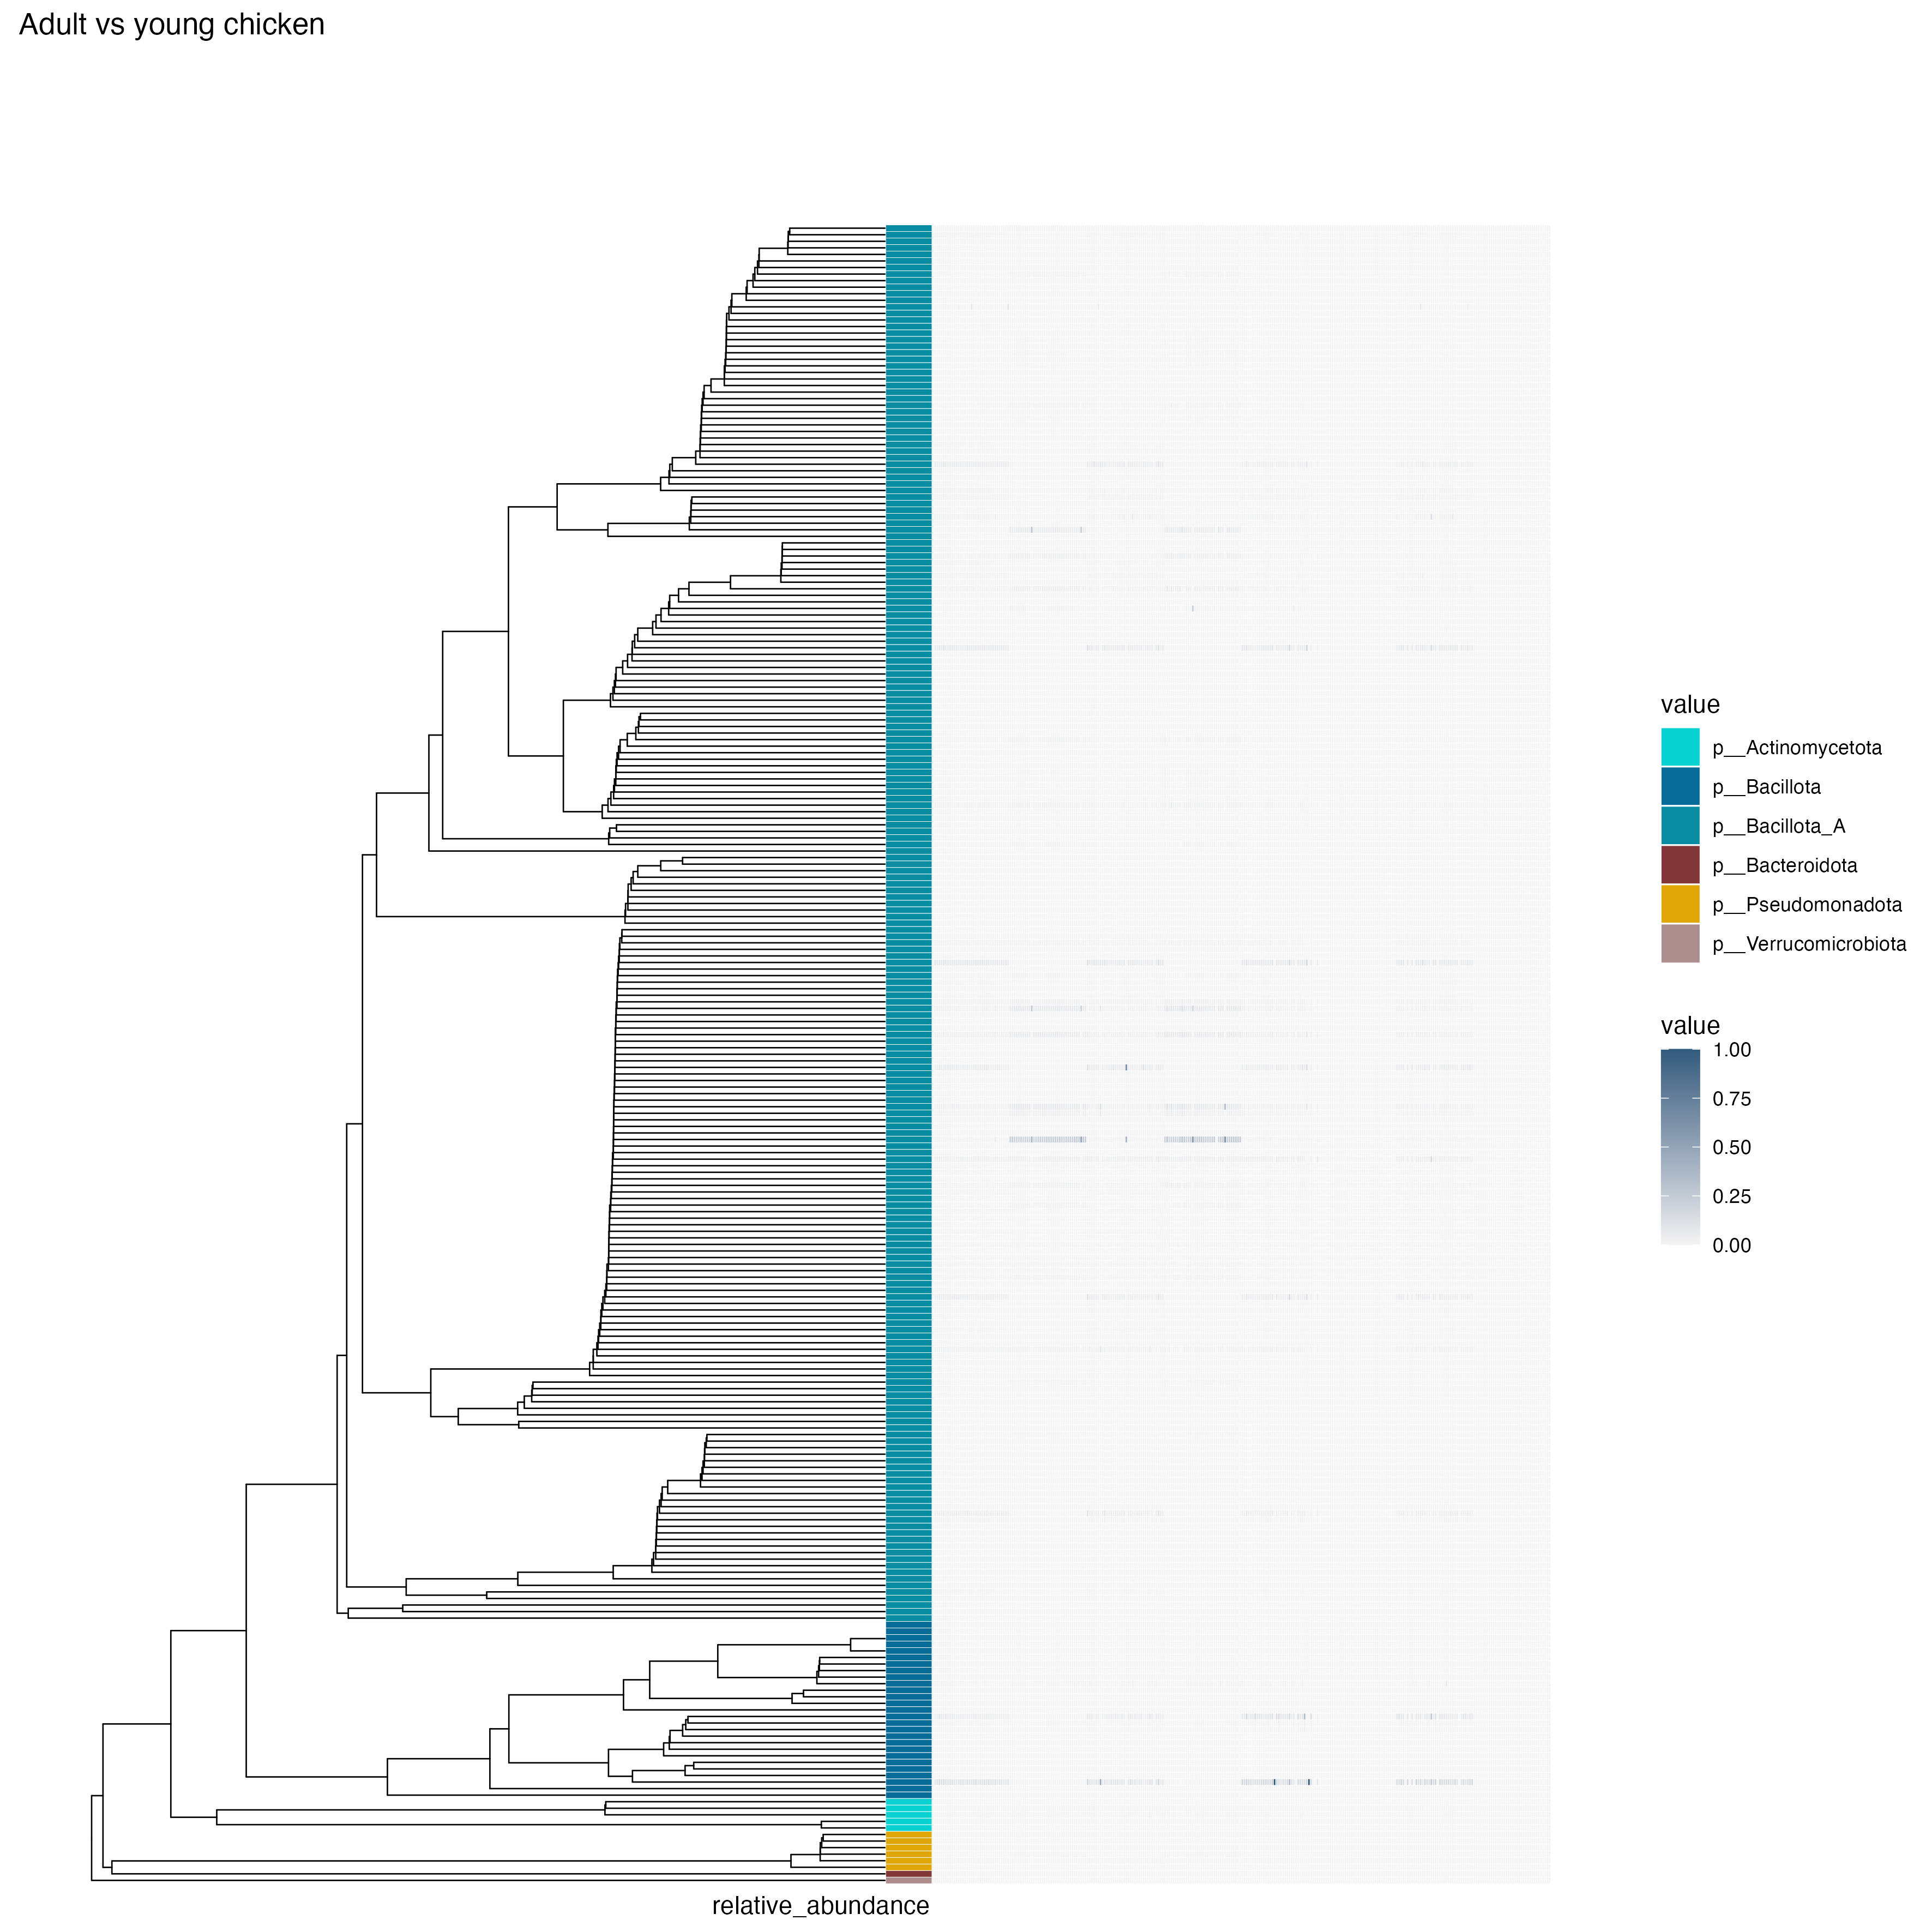 Adult vs young chicken
value
p__Actinomycetota
p__Bacillota
p__Bacillota_A
p__Bacteroidota
p__Pseudomonadota
p__Verrucomicrobiota
value
1.00
0.75
0.50
0.25
0.00
relative_abundance